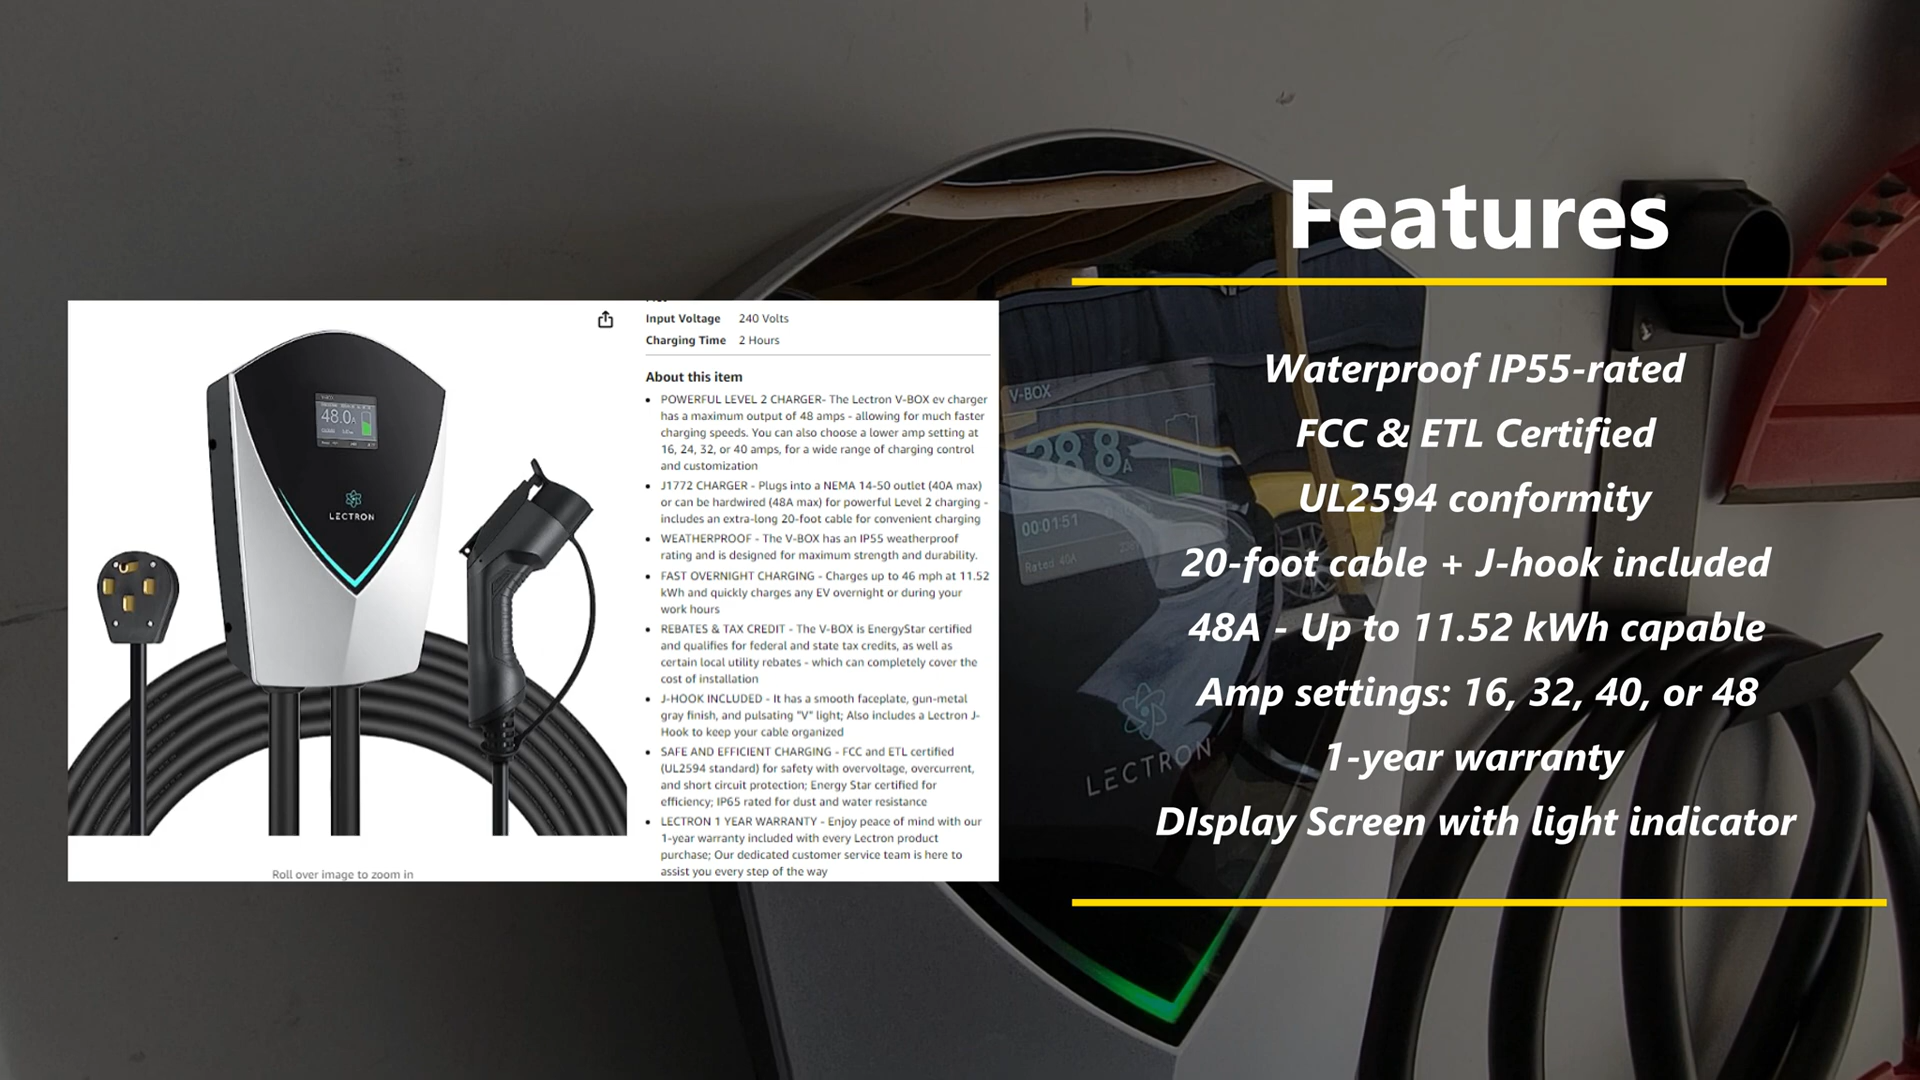 Features
Waterproof IP55-rated
FCC & ETL Certified
UL2594 conformity
20-foot cable + J-hook included
48A - Up to 11.52 kWh capable
Amp settings: 16, 32, 40, or 48
1-year warranty
DIsplay Screen with light indicator
Input Voltage 240 Volts
Charging Time 2 Hours
About this item
POWERFUL LEVEL 2 CHARGER- The Lectron V-BOX ev charger
has a maximum output of 48 amps - allowing for much faster
charging speeds. You can also choose a lower amp setting at
16, 24, 32, or 40 amps, for a wide range of charging control
and customization
J1772 CHARGER - Plugs into a NEMA 14-50 outlet (40A max)
or can be hardwired (48A max) for powerful Level 2 charging -
includes an extra-long 20-foot cable for convenient charging
WEATHERPROOF - The V-BOX has an IP55 weatherproof
rating and is designed for maximum strength and durability.
FAST OVERNIGHT CHARGING - Charges up to 46 mph at 11.52
kWh and quickly charges any EV overnight or during your
work hours
REBATES & TAX CREDIT - The V-BOX is EnergyStar certified
and qualifies for federal and state tax credits, as well as
certain local utility rebates - which can completely cover the
cost of installation
J-HOOK INCLUDED - It has a smooth faceplate, gun-metal
gray finish, and pulsating "V" light; Also includes a Lectron J-
Hook to keep your cable organized
SAFE AND EFFICIENT CHARGING - FCC and ETL certified
(UL2594 standard) for safety with overvoltage, overcurrent,
and short circuit protection; Energy Star certified for
efficiency; IP65 rated for dust and water resistance
LECTRON 1 YEAR WARRANTY - Enjoy peace of mind with our
1-year warranty included with every Lectron product
purchase; Our dedicated customer service team is here to
assist you every step of the way
48.0A
LECTRON
Roll over image to zoom in
V-BOX
38.8A
00:01:51
Rated 40A
LECTRON